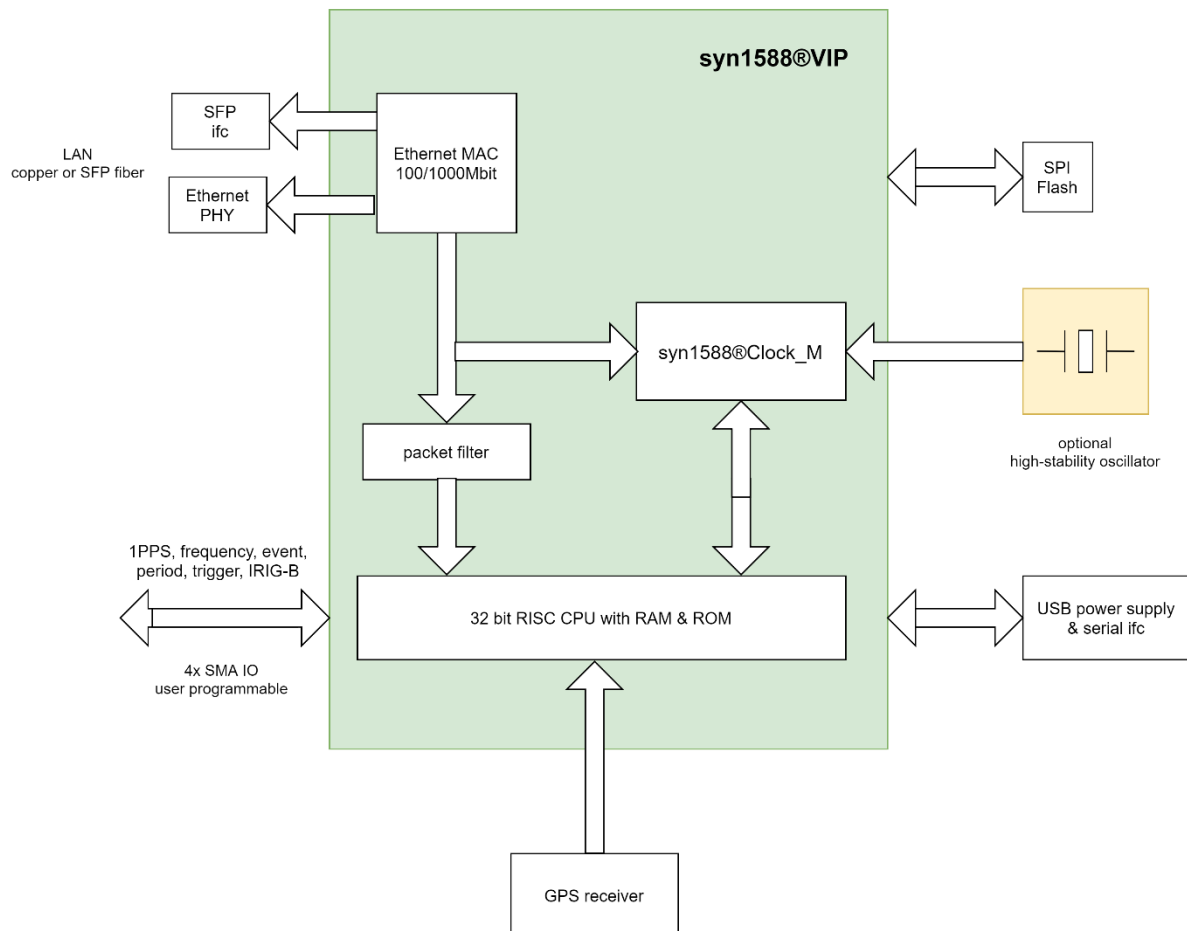 syn1588®VIP
SFP
ifc
Ethernet MAC
100/1000Mbit
LAN
copper or SFP fiber
Ethernet
PHY
SPI
Flash
syn1588®Clock_M
optional
high-stability oscillator
packet filter
1PPS, frequency, event,
period, trigger, IRIG-B
32 bit RISC CPU with RAM & ROM
USB power supply
& serial ifc
4x SMA IO
user programmable
GPS receiver